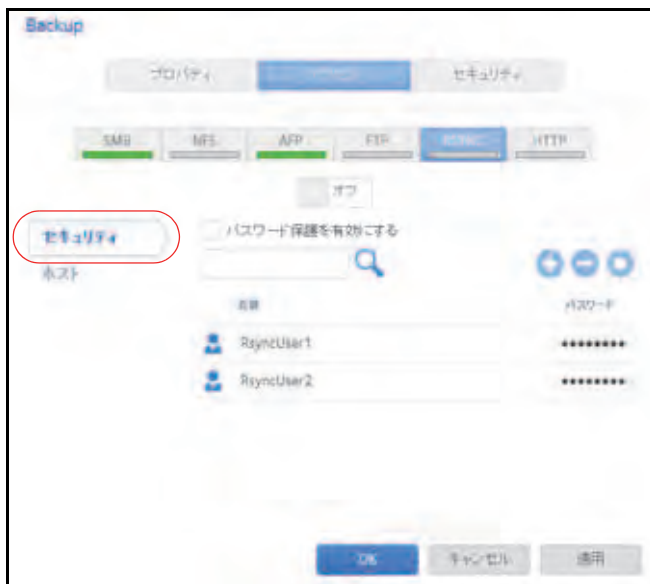 Backup
プロパティ
セキュリティ
SMB NFS AFP FTP RSYNC HTTP
オフ
セキュリティ
ホスト
パスワード保護を有効にする
名前 パスワード
RsyncUser1 ●●●●●●●●
RsyncUser2 ●●●●●●●●
OK キャンセル 適用